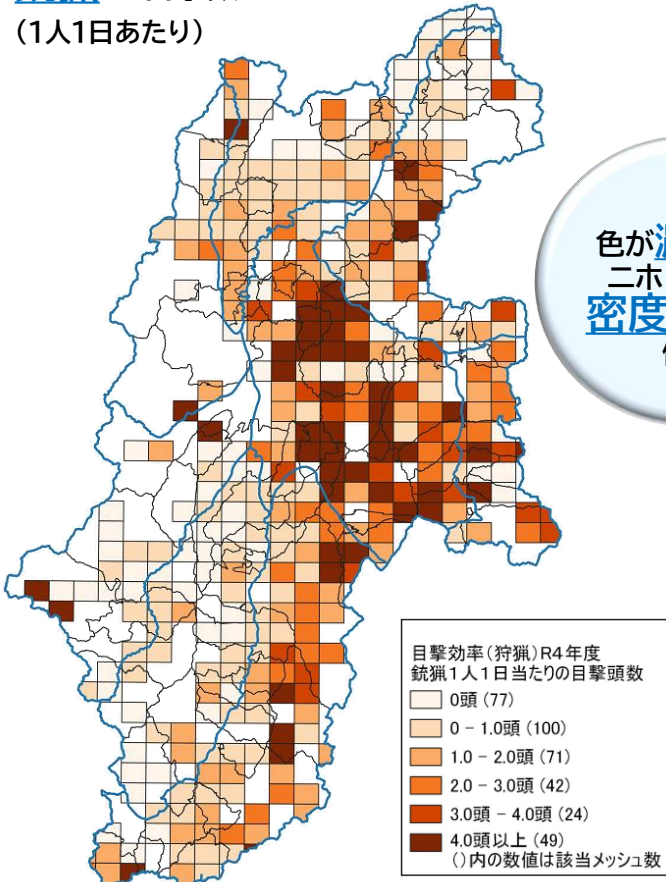 (1人1日あたり)
色が
ニホ
密度
目撃効率(狩猟)R4年度
銃猟1人1日当たりの目撃頭数
0頭 (77)
0 - 1.0頭 (100)
1.0 - 2.0頭 (71)
2.0 - 3.0頭 (42)
3.0頭 - 4.0頭 (24)
4.0頭以上 (49)
()内の数値は該当メッシュ数